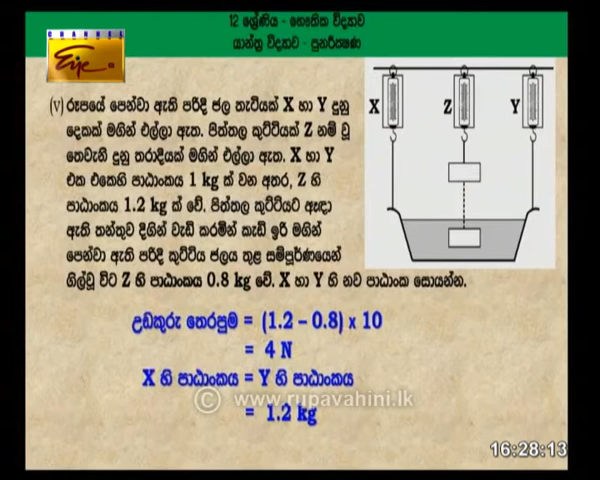 12 ශ්‍රේණිය - භෞතික විද්‍යාව
යාන්ත්‍ර විද්‍යාව - පුනරීක්ෂණ
CHANNEL
Eye
(v) රූපයේ පෙන්වා ඇති පරිදි ජල තැටියක් X හා Y දුනු
දෙකක් මගින් එල්ලා ඇත. පිත්තල කුට්ටියක් Z නම් වූ
තෙවැනි දුනු තරාදියක් මගින් එල්ලා ඇත. X හා Y
එක එකෙහි පාඨාංකය 1 kg ක් වන අතර, Z හි
පාඨාංකය 1.2 kg ක් වේ. පිත්තල කුට්ටියට ඈඳා
ඇති තන්තුව දිගින් වැඩි කරමින් කැඩි ඉරි මගින්
පෙන්වා ඇති පරිදි කුට්ටිය ජලය තුළ සම්පූර්ණයෙන්
ගිල්වූ විට Z හි පාඨාංකය 0.8 kg වේ. X හා Y හි නව පාඨාංක සොයන්න.
X Z Y
උඩුකුරු තෙරපුම = (1.2 – 0.8) x 10
= 4 N
X හි පාඨාංකය = Y හි පාඨාංකය
© www.rupavahini.lk
= 1.2 kg
16:28:13